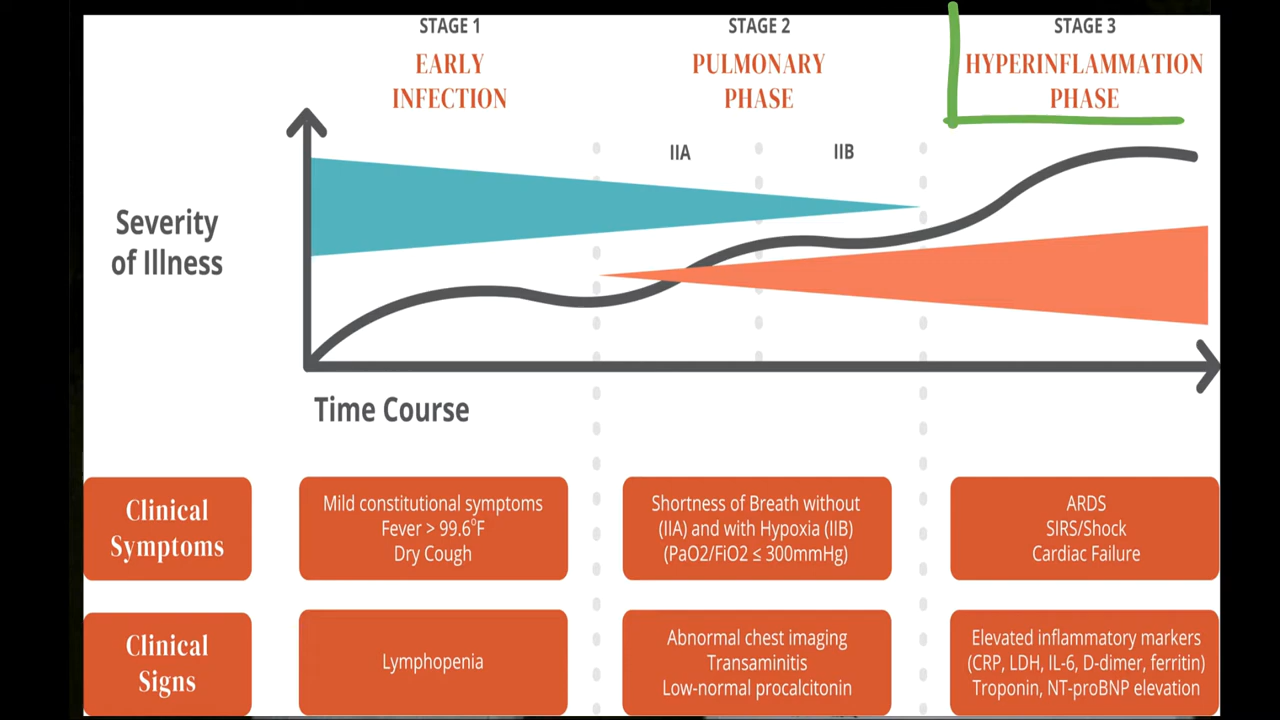 STAGE 1
EARLY
INFECTION
STAGE 2
PULMONARY
PHASE
STAGE 3
HYPERINFLAMMATION
PHASE
IIA
IIB
Severity
of Illness
Time Course
Clinical
Symptoms
Mild constitutional symptoms
Fever > 99.6°F
Dry Cough
Shortness of Breath without
(IIA) and with Hypoxia (IIB)
(PaO2/FiO2 ≤ 300mmHg)
ARDS
SIRS/Shock
Cardiac Failure
Clinical
Signs
Lymphopenia
Abnormal chest imaging
Transaminitis
Low-normal procalcitonin
Elevated inflammatory markers
(CRP, LDH, IL-6, D-dimer, ferritin)
Troponin, NT-proBNP elevation